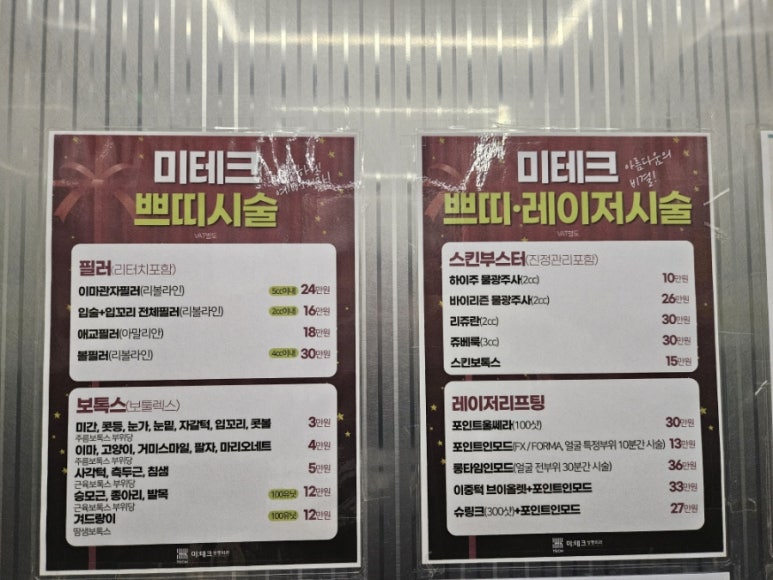 미테크
쁘띠시술
VAT별도
필러(리터치포함)
이마관자필러(리볼라인) 5cc이내 24만원
입술+입꼬리 전체필러(리볼라인) 2cc이내 16만원
애교필러(아말리안) 18만원
볼필러(리볼라인) 4cc이내 30만원
보톡스(보툴렉스)
미간, 콧등, 눈가, 눈밑, 자갈턱, 입꼬리, 콧볼 3만원
주름보톡스 부위당
이마, 고양이, 거미스마일, 팔자, 마리오네트 4만원
주름보톡스 부위당
사각턱, 측두근, 침샘 5만원
근육보톡스 부위당
승모근, 종아리, 발목 100유닛 12만원
근육보톡스 부위당
겨드랑이 100유닛 12만원
땀샘보톡스
TECH 미:테크성형외과
미테크
아름다움의
비결!
쁘띠·레이저시술
VAT별도
스킨부스터(진정관리포함)
하이주 물광주사(2cc) 10만원
바이리즌 물광주사(2cc) 26만원
리쥬란(2cc) 30만원
쥬베룩(3cc) 30만원
스킨보톡스 15만원
레이저리프팅
포인트울쎄라(100샷) 30만원
포인트인모드(FX / FORMA, 얼굴 특정부위 10분간 시술) 13만원
롱타임인모드(얼굴 전부위 30분간 시술) 36만원
이중턱 브이올렛+포인트인모드 33만원
슈링크(300샷)+포인트인모드 27만원
TECH 미:테크성형외과